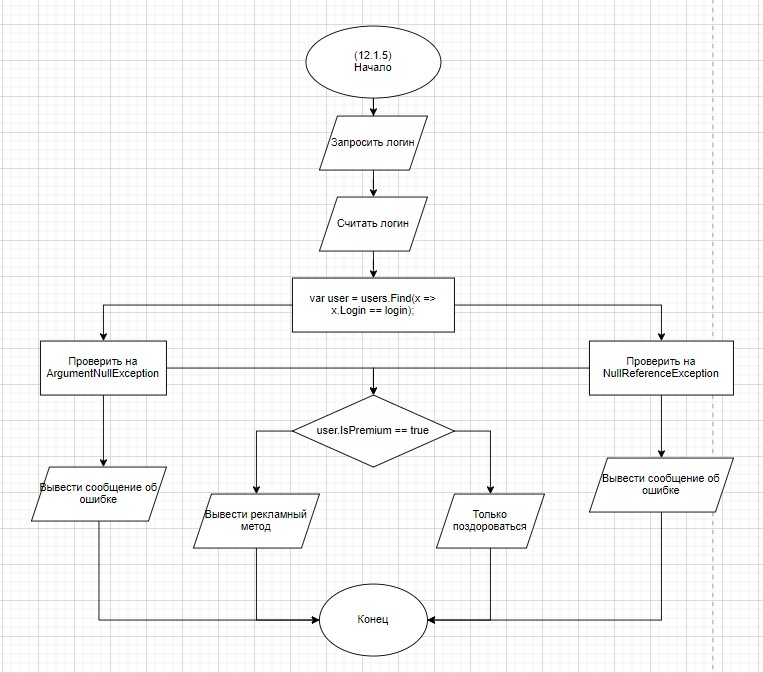 (12.1.5)
Начало
Запросить логин
Считать логин
var user = users.Find(x =>
x.Login == login);
Проверить на
ArgumentNullException
Проверить на
NullReferenceException
user.IsPremium == true
Вывести сообщение об
ошибке
Вывести сообщение об
ошибке
Вывести рекламный
метод
Только
поздороваться
Конец